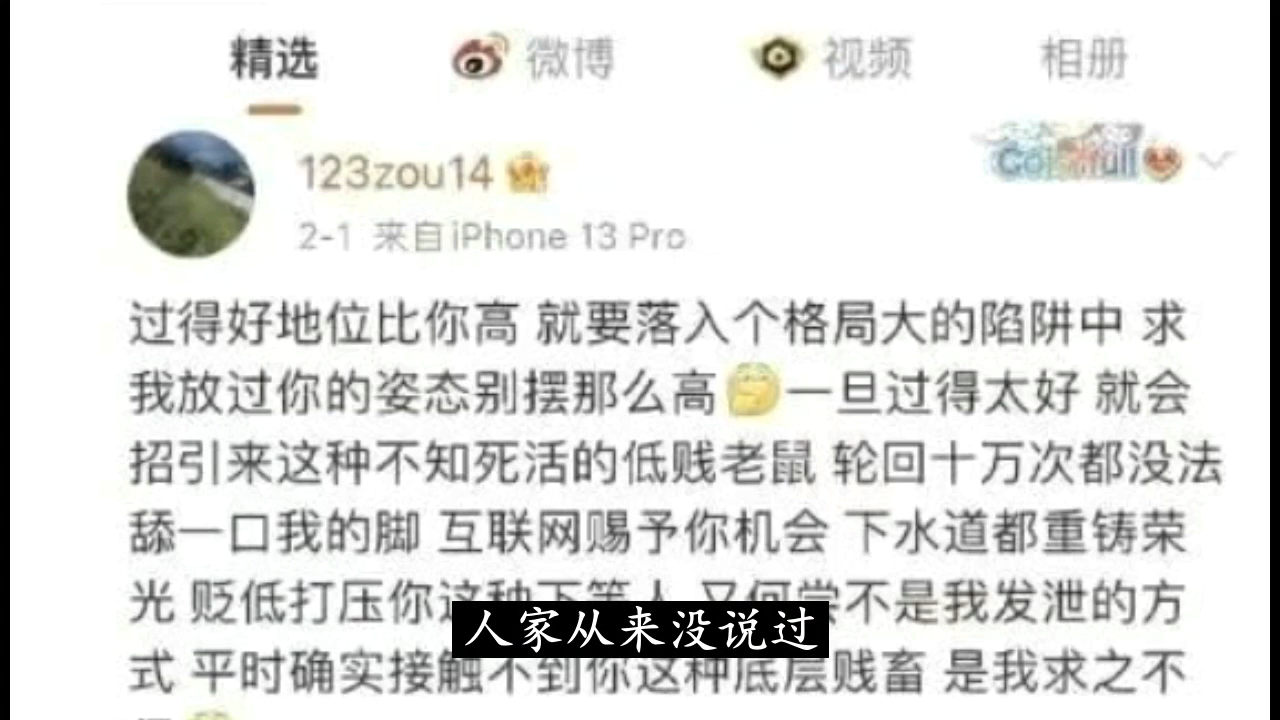 精选 微博 视频 相册
123zou14
2-1 来自iPhone 13 Pro
过得好地位比你高 就要落入个格局大的陷阱中 求
我放过你的姿态别摆那么高 一旦过得太好 就会
招引来这种不知死活的低贱老鼠 轮回十万次都没法
舔一口我的脚 互联网赐予你机会 下水道都重铸荣
光 贬低打压你这种下等人 又何尝不是我发泄的方
式 平时确实接触不到你这种底层贱畜 是我求之不
人家从来没说过